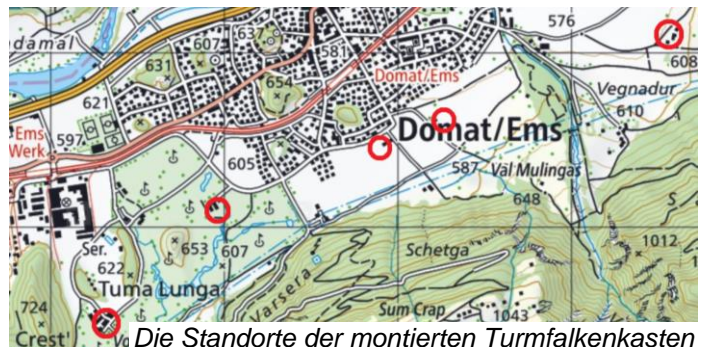 576
adamal
637
607
581
608
631
Domat/Ems
654
Vegnadur
621
610
Ems
Werk
597
Domat/Ems
605
587
Val Mulingas
648
Ser.
653
607
Schetga
1012
S
622
Tuma Lunga
Varsera
724
Sum Crap
1043
Crest'
Die Standorte der montierten Turmfalkenkasten